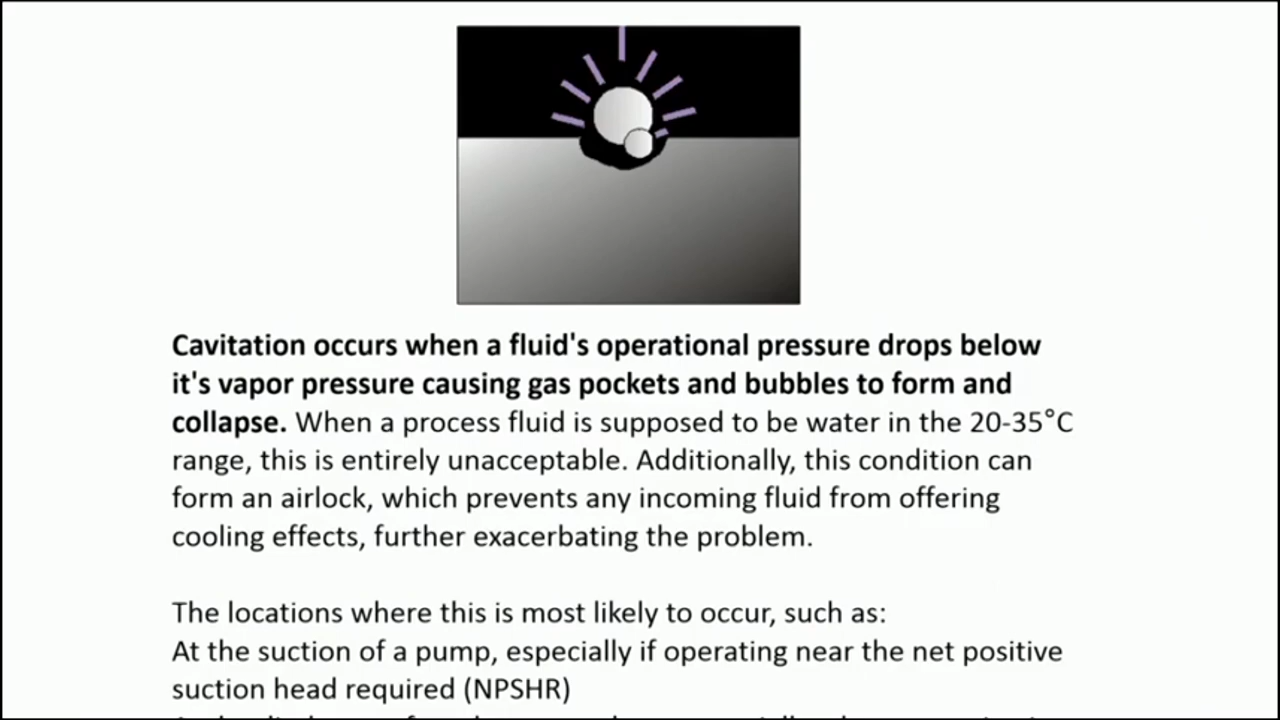 Cavitation occurs when a fluid's operational pressure drops below
it's vapor pressure causing gas pockets and bubbles to form and
collapse. When a process fluid is supposed to be water in the 20-35°C
range, this is entirely unacceptable. Additionally, this condition can
form an airlock, which prevents any incoming fluid from offering
cooling effects, further exacerbating the problem.
The locations where this is most likely to occur, such as:
At the suction of a pump, especially if operating near the net positive
suction head required (NPSHR)